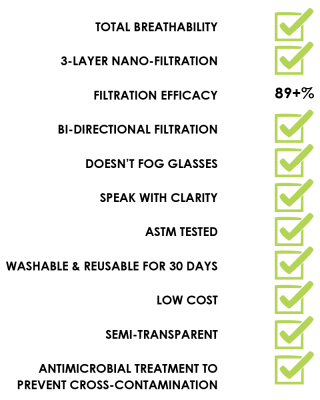 TOTAL BREATHABILITY
3-LAYER NANO-FILTRATION
FILTRATION EFFICACY 89+%
BI-DIRECTIONAL FILTRATION
DOESN'T FOG GLASSES
SPEAK WITH CLARITY
ASTM TESTED
WASHABLE & REUSABLE FOR 30 DAYS
LOW COST
SEMI-TRANSPARENT
ANTIMICROBIAL TREATMENT TO
PREVENT CROSS-CONTAMINATION